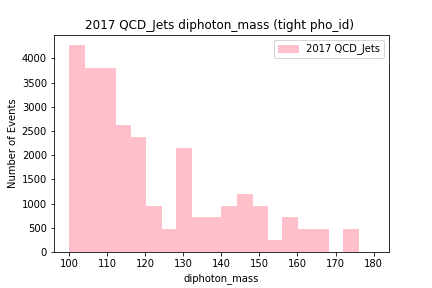 2017 QCD_Jets diphoton_mass (tight pho_id)
2017 QCD_Jets
Number of Events
4000
3500
3000
2500
2000
1500
1000
500
0
100 110 120 130 140 150 160 170 180
diphoton_mass